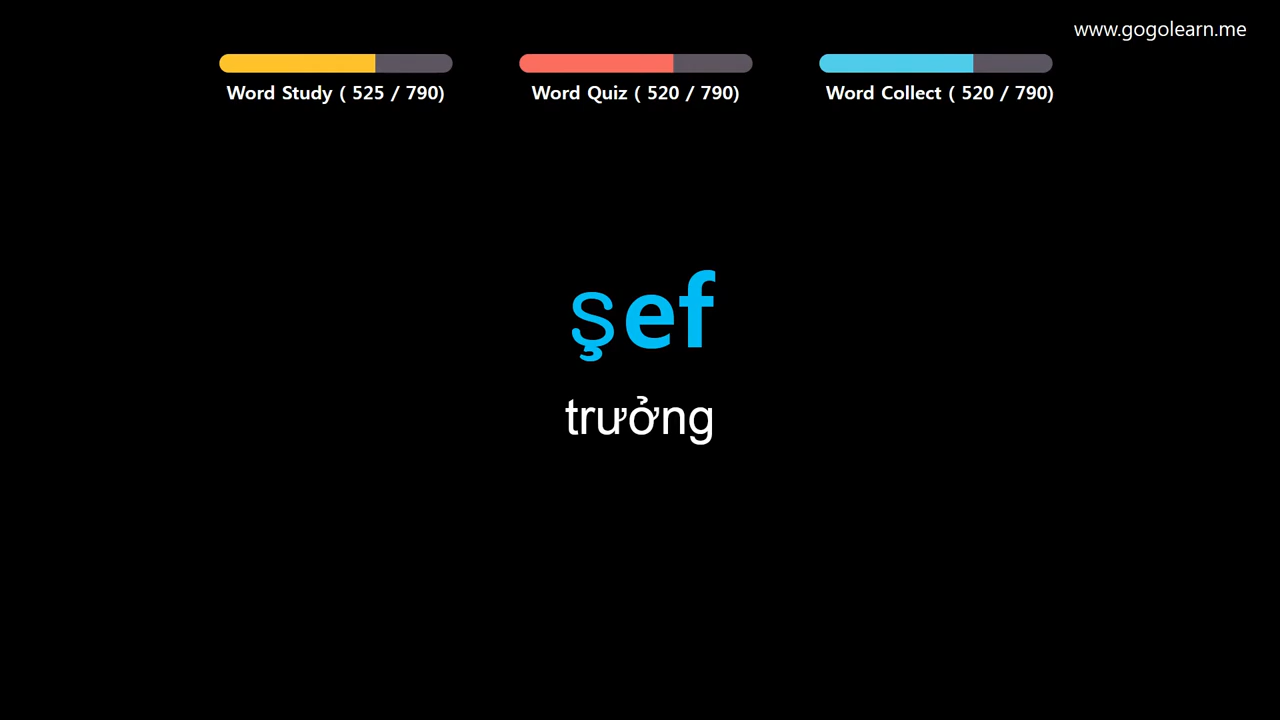 www.gogolearn.me
Word Study ( 525 / 790)
Word Quiz ( 520 / 790)
Word Collect ( 520 / 790)
şef
trưởng